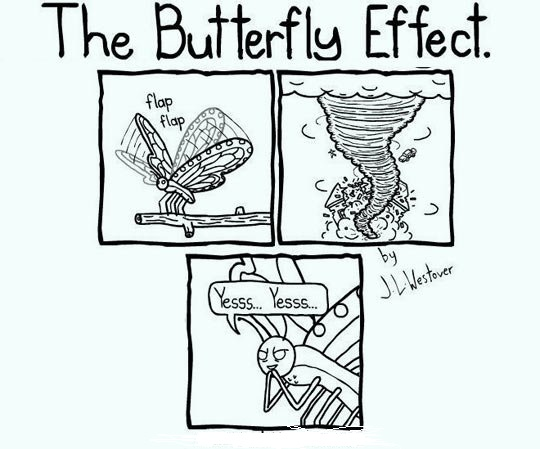 The Butterfly Effect.
flap
flap
by
J.L.Westover
Yesss... Yesss...